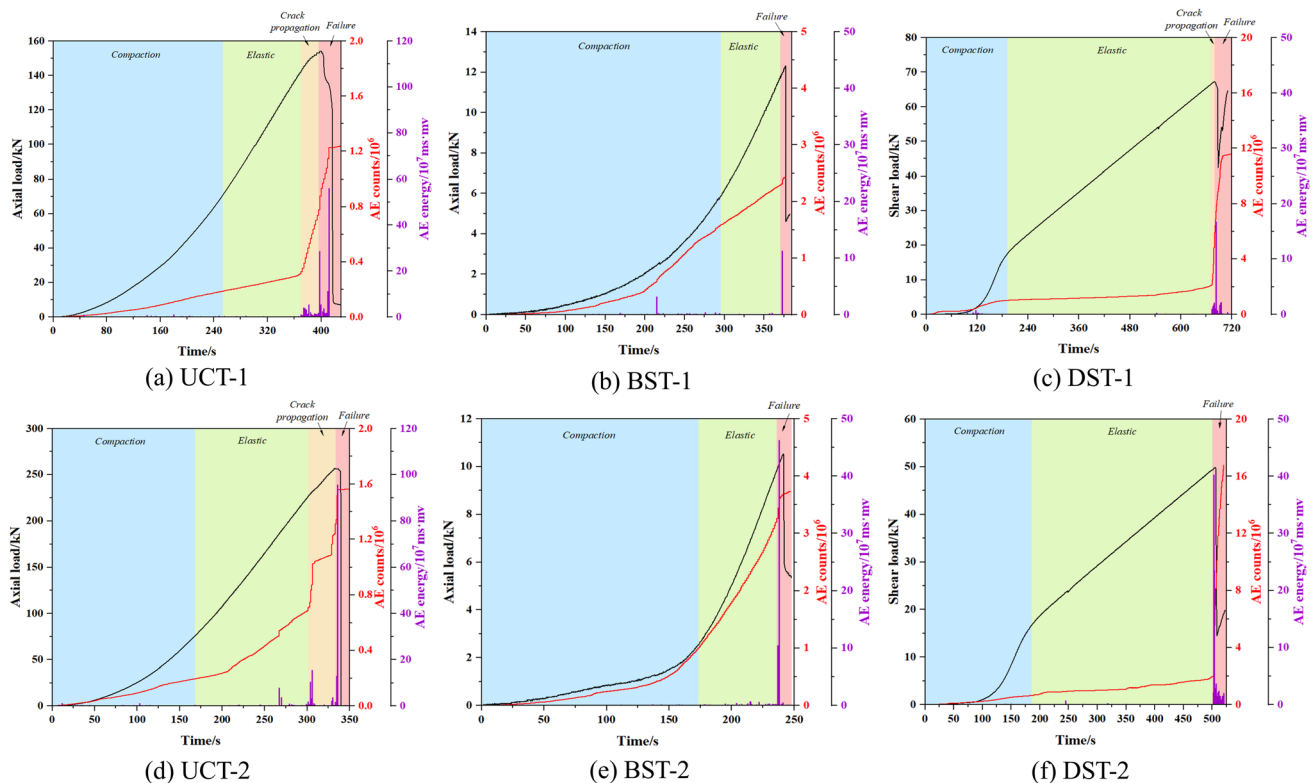 Crack
propagation Failure
Compaction Elastic
160
140
120
100
80
60
40
20
0
Axial load/kN
0 80 160 240 320 400
Time/s
2.0
1.6
1.2
0.8
0.4
0.0
AE counts/10⁶
120
100
80
60
40
20
0
AE energy/10⁷ms·mv
(a) UCT-1
Failure
Compaction Elastic
14
12
10
8
6
4
2
0
Axial load/kN
0 50 100 150 200 250 300 350
Time/s
5
4
3
2
1
0
AE counts/10⁶
50
40
30
20
10
0
AE energy/10⁷ms·mv
(b) BST-1
Crack
propagation Failure
Compaction Elastic
80
70
60
50
40
30
20
10
0
Shear load/kN
0 120 240 360 480 600 720
Time/s
20
16
12
8
4
0
AE counts/10⁶
50
40
30
20
10
0
AE energy/10⁷ms·mv
(c) DST-1
Crack
propagation Failure
Compaction Elastic
300
275
250
225
200
175
150
125
100
75
50
25
0
Axial load/kN
0 50 100 150 200 250 300 350
Time/s
2.0
1.6
1.2
0.8
0.4
0.0
AE counts/10⁶
120
100
80
60
40
20
0
AE energy/10⁷ms·mv
(d) UCT-2
Failure
Compaction Elastic
12
10
8
6
4
2
0
Axial load/kN
0 50 100 150 200 250
Time/s
5
4
3
2
1
0
AE counts/10⁶
50
40
30
20
10
0
AE energy/10⁷ms·mv
(e) BST-2
Failure
Compaction Elastic
60
50
40
30
20
10
0
Shear load/kN
0 50 100 150 200 250 300 350 400 450 500
Time/s
20
16
12
8
4
0
AE counts/10⁶
50
40
30
20
10
0
AE energy/10⁷ms·mv
(f) DST-2